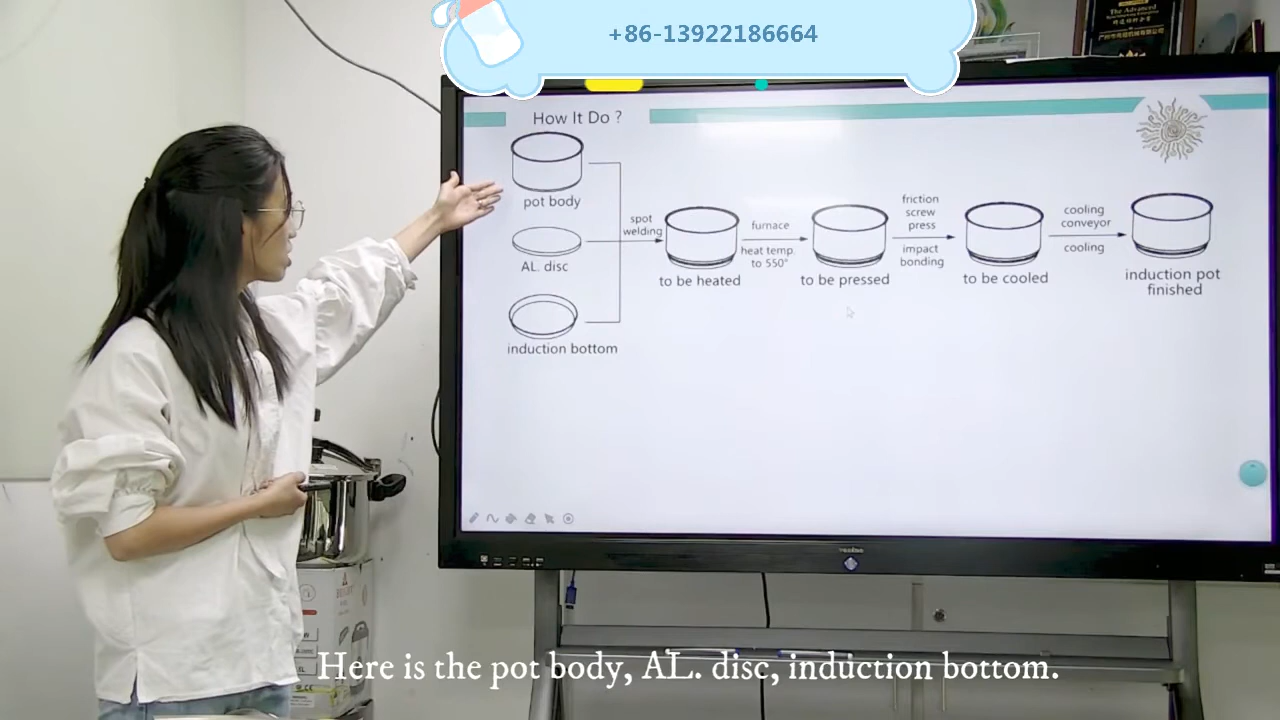 +86-13922186664
The Advanced
How It Do ?
pot body
AL. disc
induction bottom
spot
welding
to be heated
furnace
heat temp.
to 550°
to be pressed
friction
screw
press
impact
bonding
to be cooled
cooling
conveyor
cooling
induction pot
finished
Here is the pot body, AL. disc, induction bottom.